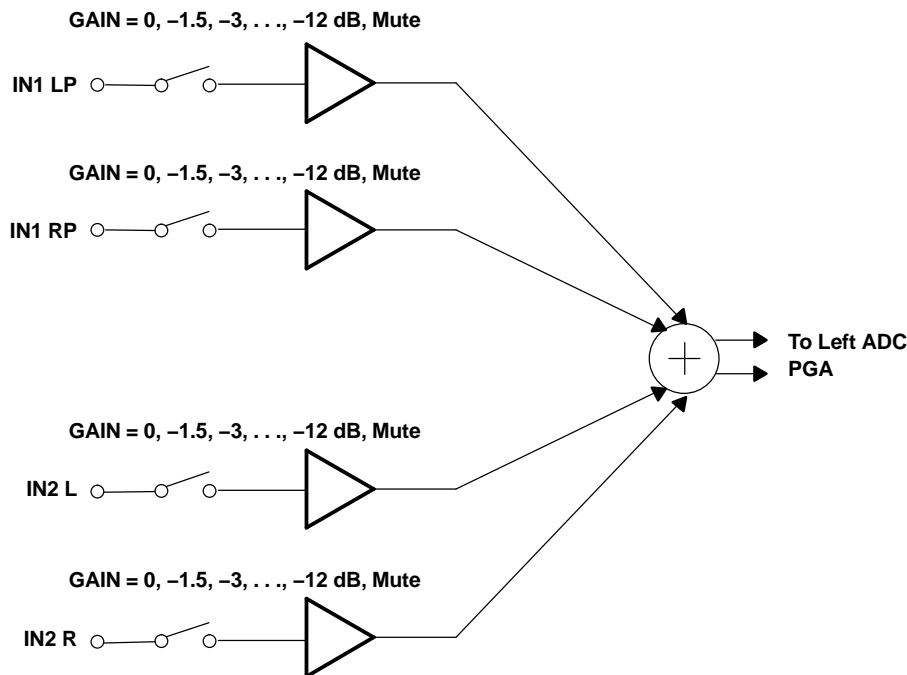 GAIN = 0, −1.5, −3, . . ., −12 dB, Mute
IN1 LP
GAIN = 0, −1.5, −3, . . ., −12 dB, Mute
IN1 RP
To Left ADC
PGA
GAIN = 0, −1.5, −3, . . ., −12 dB, Mute
IN2 L
GAIN = 0, −1.5, −3, . . ., −12 dB, Mute
IN2 R